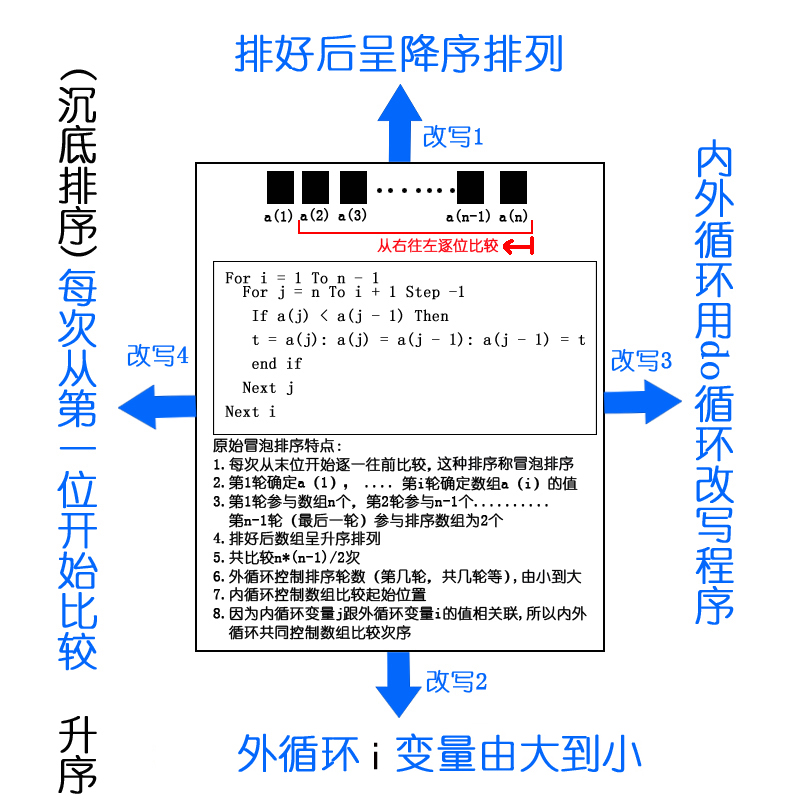 排好后呈降序排列
改写1
a(1) a(2) a(3) ······· a(n-1) a(n)
从右往左逐位比较
For i = 1 To n - 1
For j = n To i + 1 Step -1
If a(j) < a(j - 1) Then
t = a(j): a(j) = a(j - 1): a(j - 1) = t
end if
Next j
Next i
原始冒泡排序特点:
1. 每次从末位开始逐一往前比较, 这种排序称冒泡排序
2. 第1轮确定a (1) , .... 第i轮确定数组a (i) 的值
3. 第1轮参与数组n个, 第2轮参与n-1个..........
第n-1轮 (最后一轮) 参与排序数组为2个
4. 排好后数组呈升序排列
5. 共比较n*(n-1)/2次
6. 外循环控制排序轮数 (第几轮, 共几轮等), 由小到大
7. 内循环控制数组比较起始位置
8. 因为内循环变量j跟外循环变量i的值相关联, 所以内外
循环共同控制数组比较次序
改写4
(沉底排序) 每次从第一位开始比较 升序
改写3
内外循环用do循环改写程序
改写2
外循环 i 变量由大到小